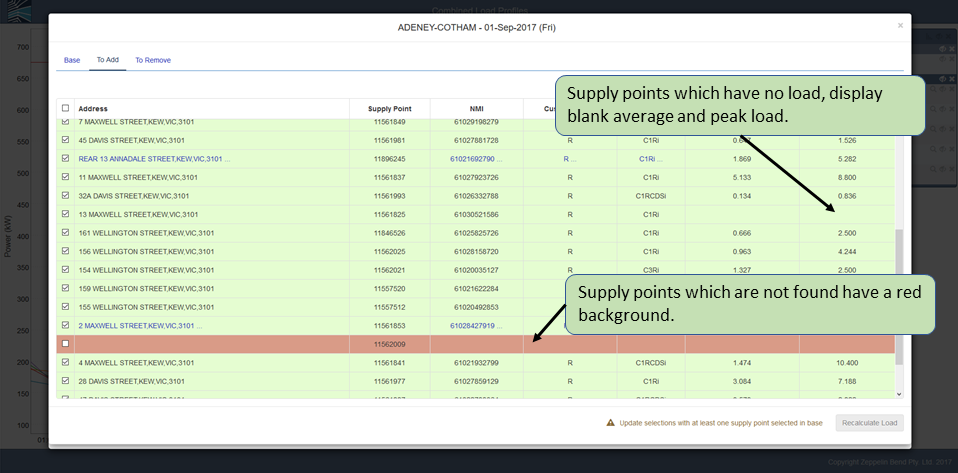 Combined Load Profiles
ADENEY-COTHAM - 01-Sep-2017 (Fri)
×
Base To Add To Remove
Supply points which have no load, display
blank average and peak load.
Address Supply Point NMI
7 MAXWELL STREET,KEW,VIC,3101 11561849 61029198279 R C1Ri
45 DAVIS STREET,KEW,VIC,3101 11561981 61027881728 R C1Ri 1.526
REAR 13 ANNADALE STREET,KEW,VIC,3101 ... 11896245 61021692790 ... R ... C1Ri ... 1.869 5.282
11 MAXWELL STREET,KEW,VIC,3101 11561837 61027923726 R C1Ri 5.133 8.800
32A DAVIS STREET,KEW,VIC,3101 11561993 61026332788 R C1RCDSi 0.134 0.836
13 MAXWELL STREET,KEW,VIC,3101 11561825 61030521586 R C1Ri
161 WELLINGTON STREET,KEW,VIC,3101 11846526 61025825726 R C1Ri 0.666 2.500
156 WELLINGTON STREET,KEW,VIC,3101 11562025 61028158720 R C1Ri 0.963 4.244
154 WELLINGTON STREET,KEW,VIC,3101 11562021 61020035127 R C3Ri 1.327 2.500
159 WELLINGTON STREET,KEW,VIC,3101 11557520 61021622284
155 WELLINGTON STREET,KEW,VIC,3101 11557512 61020492853
2 MAXWELL STREET,KEW,VIC,3101 ... 11561853 61028427919 ...
Supply points which are not found have a red
background.
11562009
4 MAXWELL STREET,KEW,VIC,3101 11561841 61021932799 R C1RCDSi 1.474 10.400
28 DAVIS STREET,KEW,VIC,3101 11561977 61027859129 R C1Ri 3.084 7.188
Update selections with at least one supply point selected in base
Recalculate Load
Power (kW)
700
650
600
550
500
450
400
350
300
250
200
150
100
Copyright Zeppelin Bend Pty. Ltd. 2017